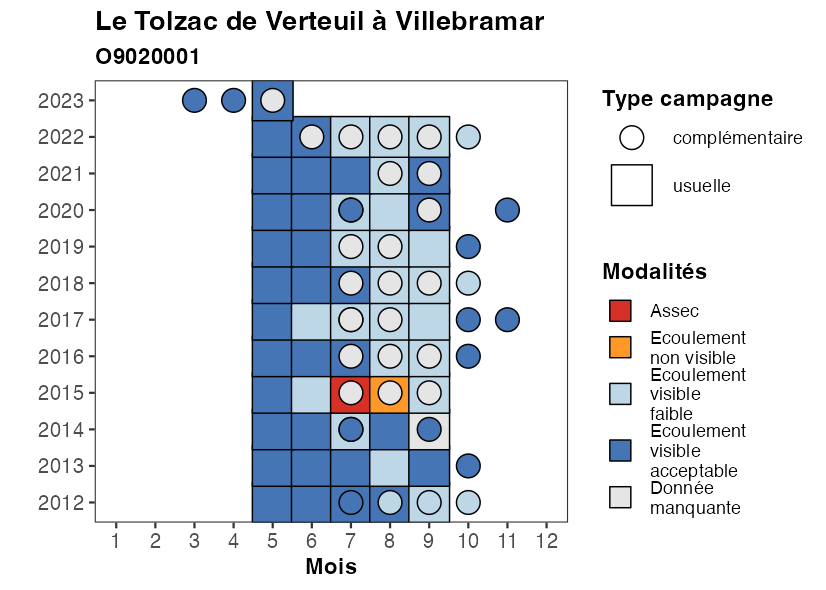 Le Tolzac de Verteuil à Villebramar
O9020001
2023
2022
2021
2020
2019
2018
2017
2016
2015
2014
2013
2012
1 2 3 4 5 6 7 8 9 10 11 12
Mois
Type campagne
complémentaire
usuelle
Modalités
Assec
Ecoulement
non visible
Ecoulement
visible
faible
Ecoulement
visible
acceptable
Donnée
manquante